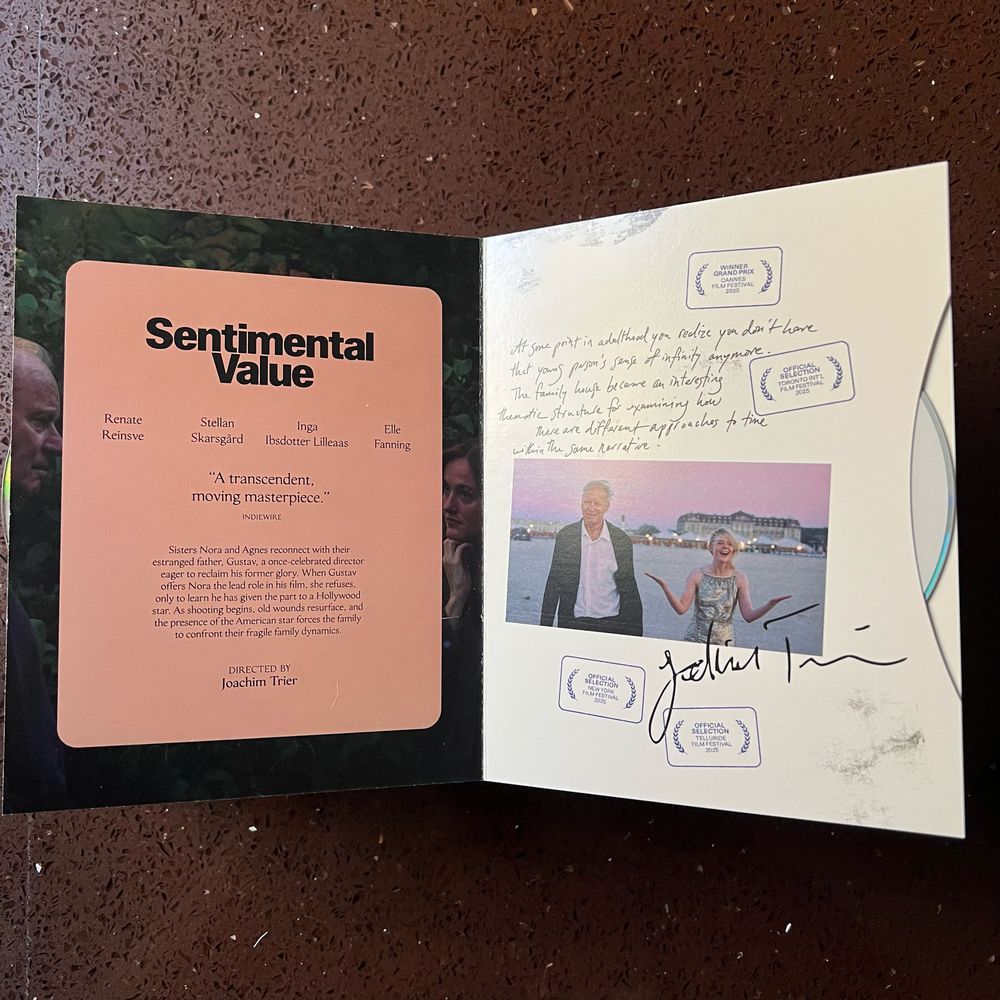 Sentimental
Value
Renate
Reinsve
Stellan
Skarsgård
Inga
Ibsdotter Lilleaas
Elle
Fanning
“A transcendent,
moving masterpiece.”
INDIEWIRE
Sisters Nora and Agnes reconnect with their
estranged father, Gustav, a once-celebrated director
eager to reclaim his former glory. When Gustav
offers Nora the lead role in his film, she refuses,
only to learn he has given the part to a Hollywood
star. As shooting begins, old wounds resurface, and
the presence of the American star forces the family
to confront their fragile family dynamics.
DIRECTED BY
Joachim Trier
WINNER
GRAND PRIX
CANNES
FILM FESTIVAL
2025
At some point in adulthood you realize you don't have
that young person's sense of infinity anymore.
The family house became an interesting
thematic structure for examining how
there are different approaches to time
within the same narrative.
OFFICIAL
SELECTION
TORONTO INT'L
FILM FESTIVAL
2025
Joachim Trier
OFFICIAL
SELECTION
NEW YORK
FILM FESTIVAL
2025
OFFICIAL
SELECTION
TELLURIDE
FILM FESTIVAL
2025